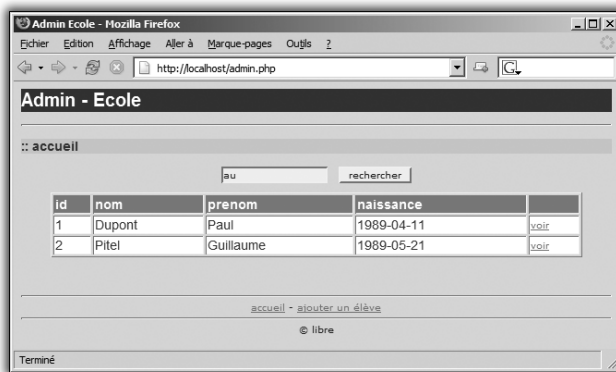 Admin Ecole - Mozilla Firefox
Fichier Edition Affichage Aller à Marque-pages Outils ?
http://localhost/admin.php G
Admin - Ecole
:: accueil
au rechercher
id nom prenom naissance
1 Dupont Paul 1989-04-11 voir
2 Pitel Guillaume 1989-05-21 voir
accueil - ajouter un élève
© libre
Terminé